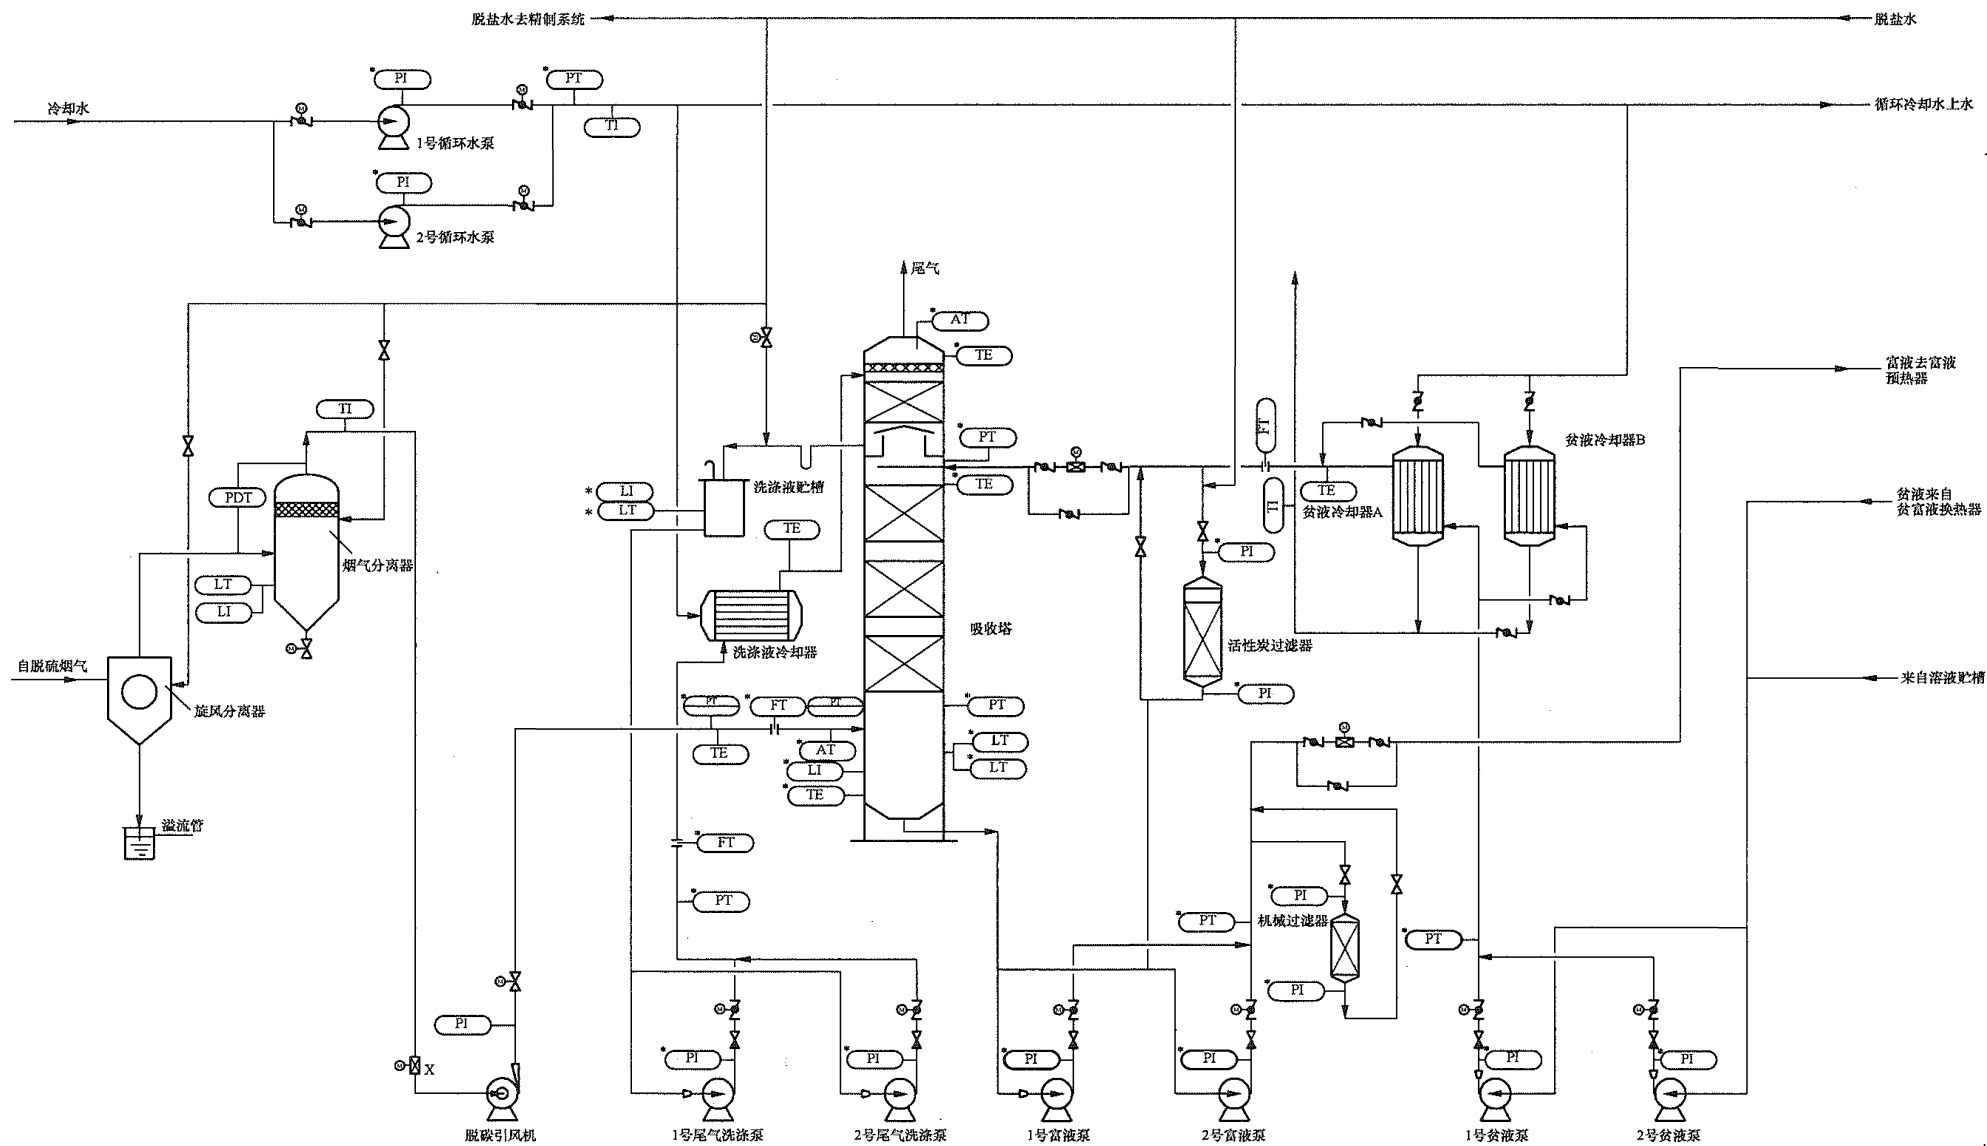 脱盐水去精制系统
脱盐水
* PI
* PT
M
M
冷却水
循环冷却水上水
TI
1号循环水泵
* PI
M
M
2号循环水泵
尾气
* AT
M
* TE
富液去富液
预热器
TI
FT
* PT
贫液冷却器B
M
PDT
* LI
* LT
洗涤液贮槽
* TE
TE
贫液冷却器A
TI
贫液来自
贫富液换热器
TE
* PI
烟气分离器
LT
LI
吸收塔
M
洗涤液冷却器
活性炭过滤器
自脱硫烟气
来自溶液贮槽
旋风分离器
* PT
* FT
PT
* PT
* PI
TE
* AT
* LT
* LT
M
* LI
* TE
溢流管
* FT
* PT
* PI
* PT
机械过滤器
* PT
M
* PI
M
M
M
M
M
M
PI
* PI
* PI
* PI
* PI
* PI
* PI
M
X
脱碳引风机
1号尾气洗涤泵
2号尾气洗涤泵
1号富液泵
2号富液泵
1号贫液泵
2号贫液泵